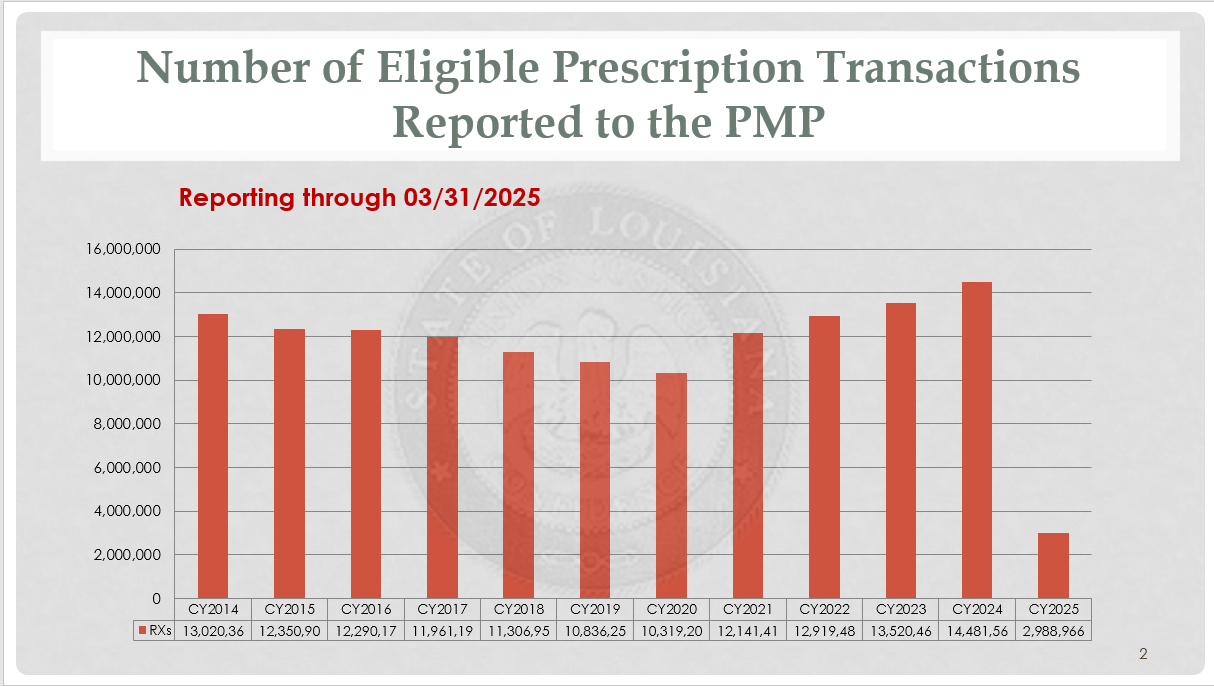 Number of Eligible Prescription Transactions
Reported to the PMP
Reporting through 03/31/2025
STATE OF LOUISIANA
16,000,000
14,000,000
12,000,000
10,000,000
8,000,000
6,000,000
4,000,000
2,000,000
0
CY2014 CY2015 CY2016 CY2017 CY2018 CY2019 CY2020 CY2021 CY2022 CY2023 CY2024 CY2025
RXs 13,020,36 12,350,90 12,290,17 11,961,19 11,306,95 10,836,25 10,319,20 12,141,41 12,919,48 13,520,46 14,481,56 2,988,966
2